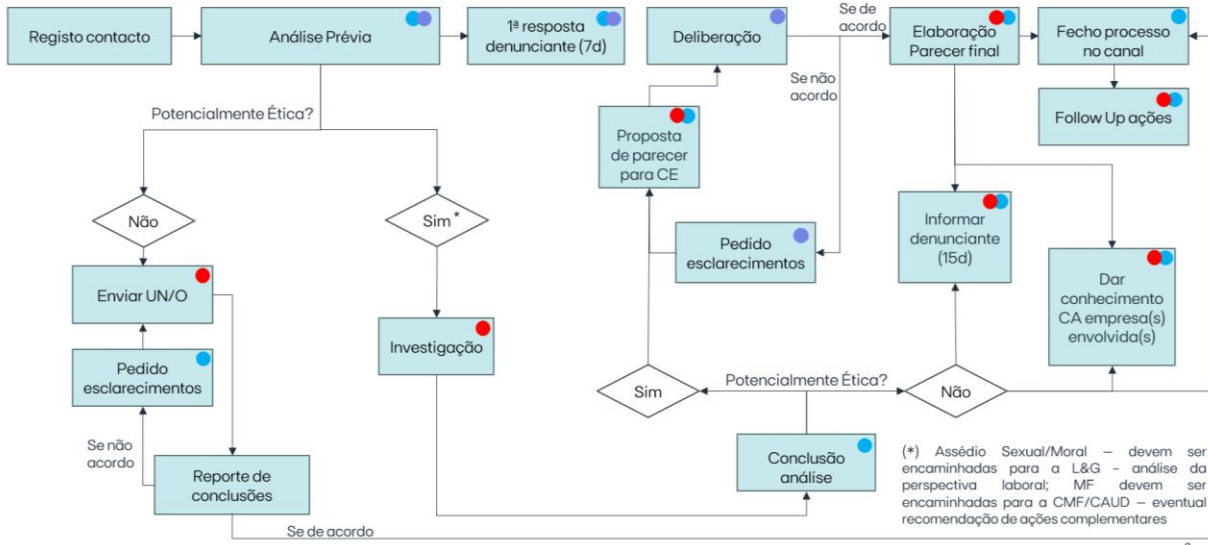 Registo contacto
Análise Prévia
1ª resposta
denunciante (7d)
Deliberação
Se de
acordo
Elaboração
Parecer final
Fecho processo
no canal
Se não
acordo
Follow Up ações
Potencialmente Ética?
Proposta
de parecer
para CE
Não
Sim *
Informar
denunciante
(15d)
Pedido
esclarecimentos
Dar
conhecimento
CA empresa(s)
envolvida(s)
Enviar UN/O
Investigação
Pedido
esclarecimentos
Sim
Potencialmente Ética?
Não
Se não
acordo
Reporte de
conclusões
Conclusão
análise
(*) Assédio Sexual/Moral – devem ser
encaminhadas para a L&G - análise da
perspectiva laboral; MF devem ser
encaminhadas para a CMF/CAUD – eventual
recomendação de ações complementares
Se de acordo